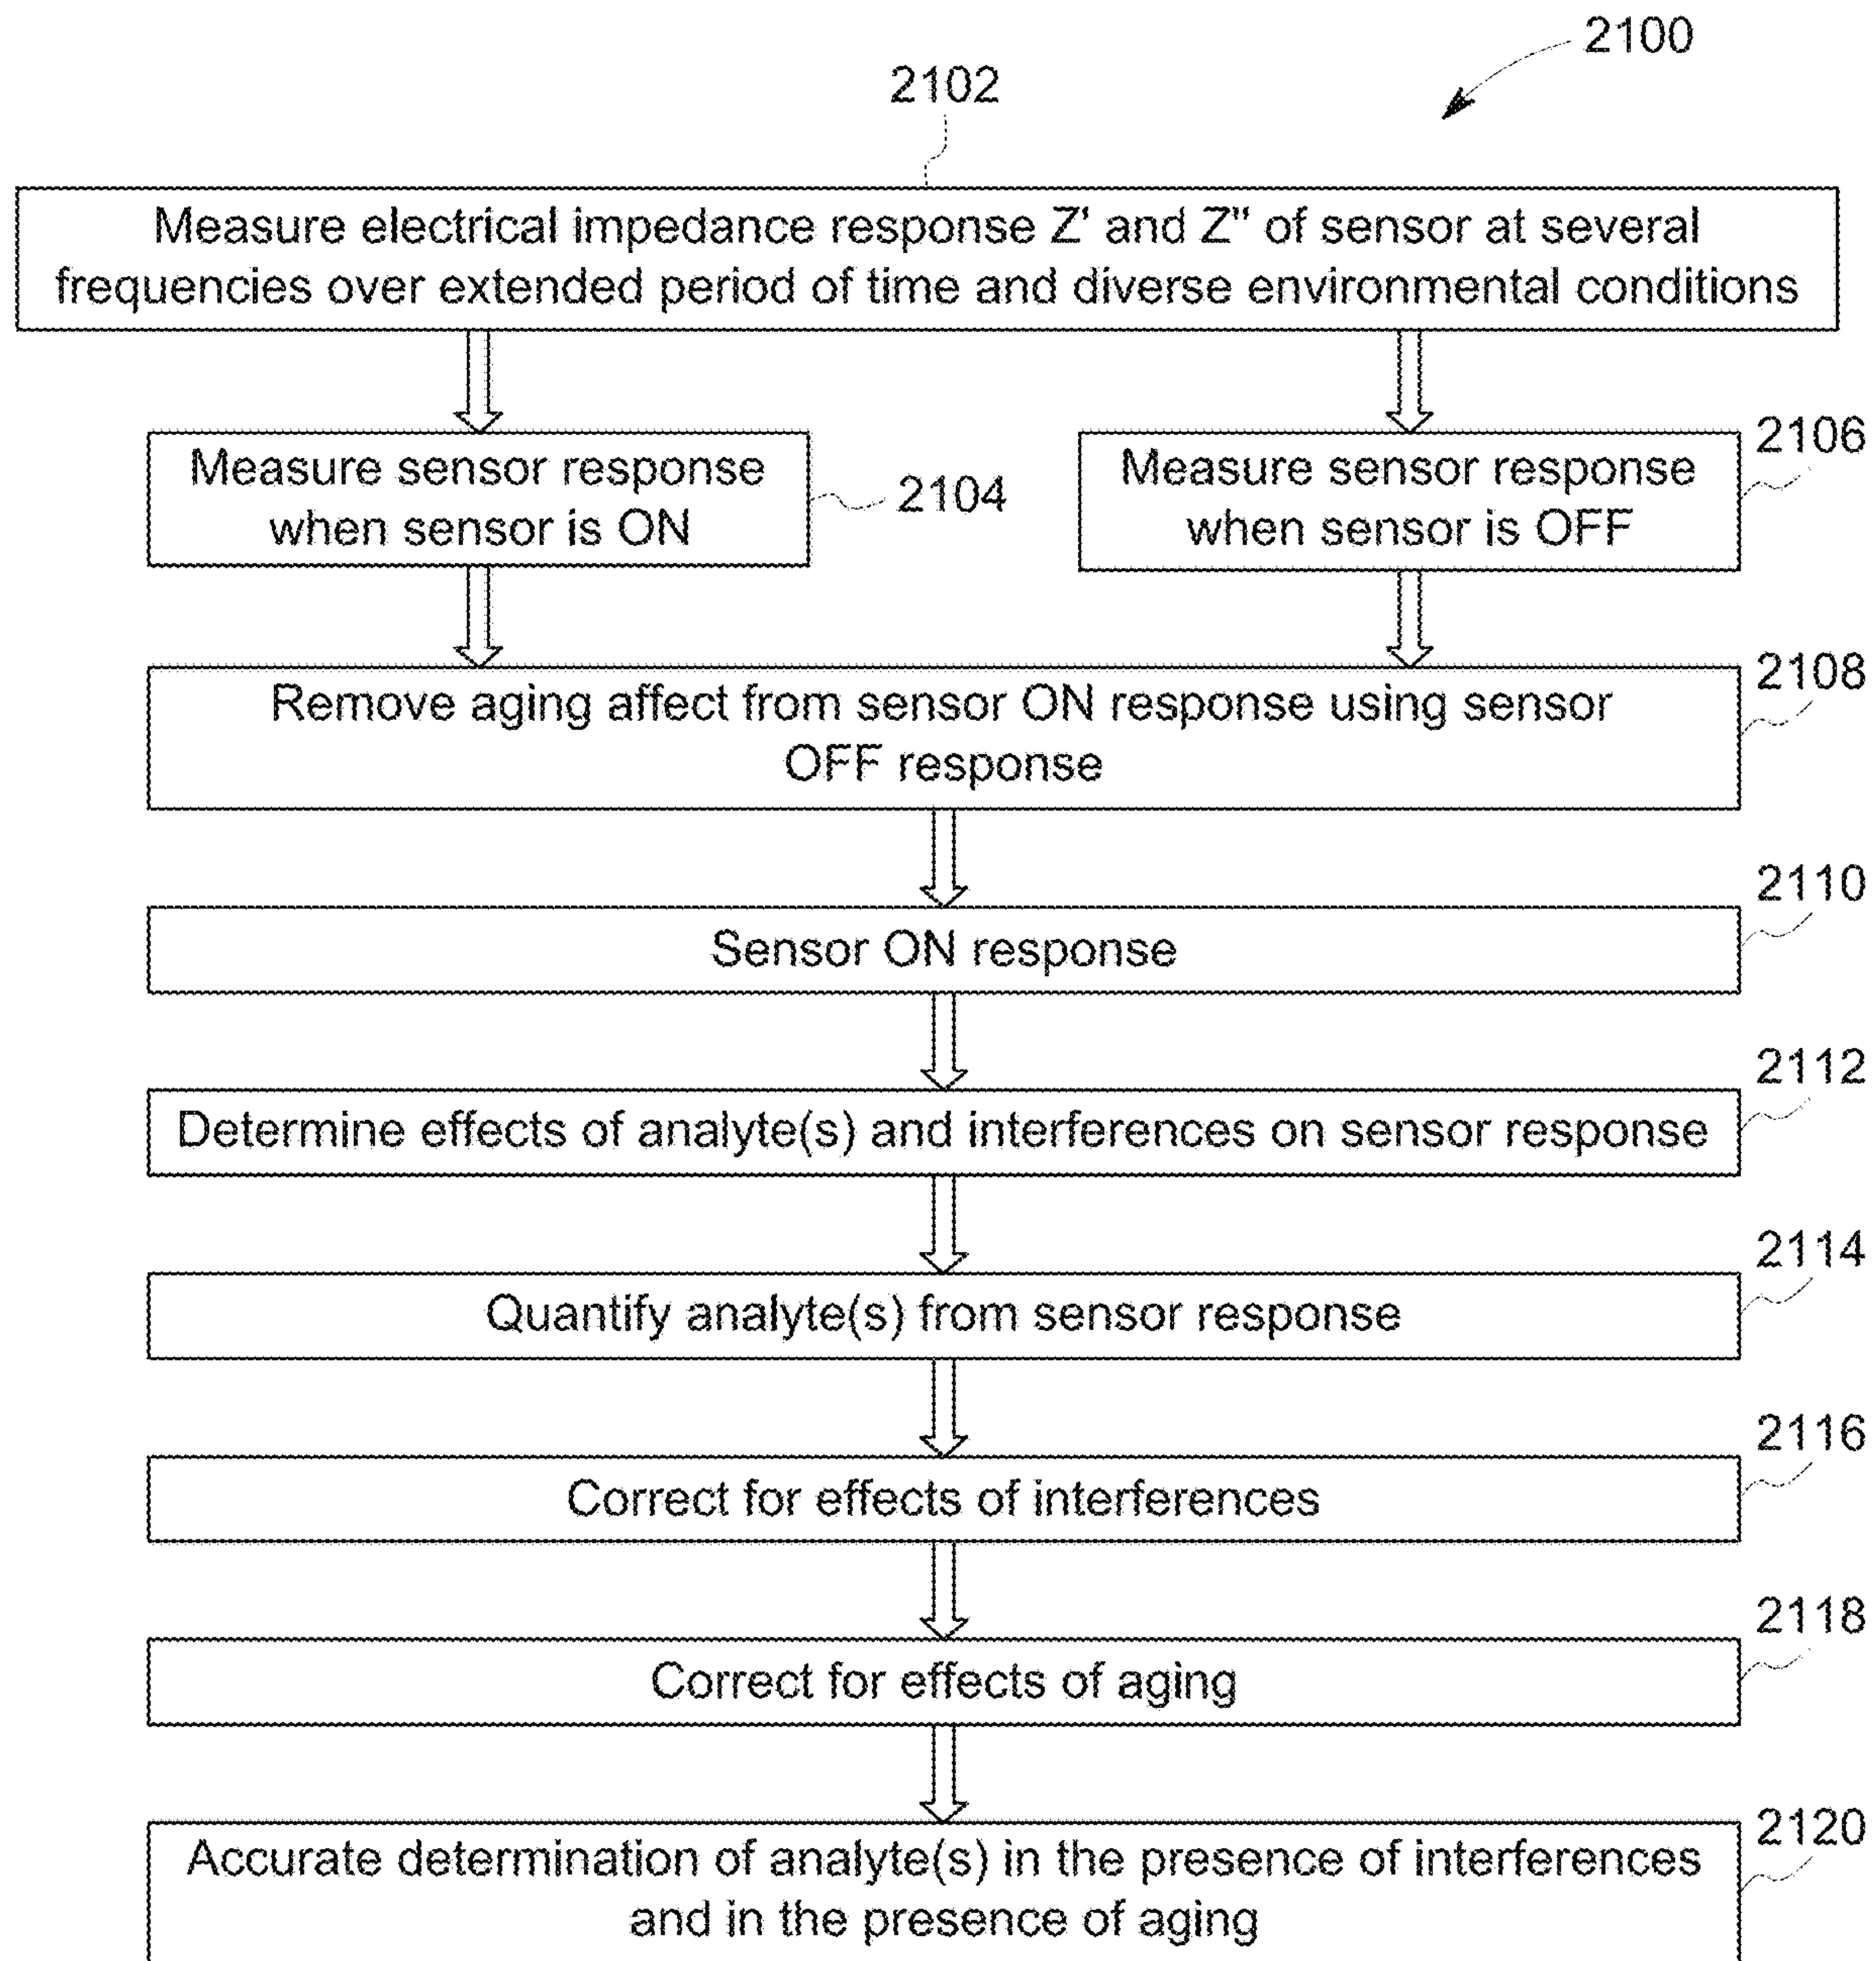 2100
2102
Measure electrical impedance response Z' and Z" of sensor at several
frequencies over extended period of time and diverse environmental conditions
Measure sensor response
when sensor is ON
2104
Measure sensor response
when sensor is OFF
2106
Remove aging affect from sensor ON response using sensor
OFF response
2108
Sensor ON response
2110
Determine effects of analyte(s) and interferences on sensor response
2112
Quantify analyte(s) from sensor response
2114
Correct for effects of interferences
2116
Correct for effects of aging
2118
Accurate determination of analyte(s) in the presence of interferences
and in the presence of aging
2120